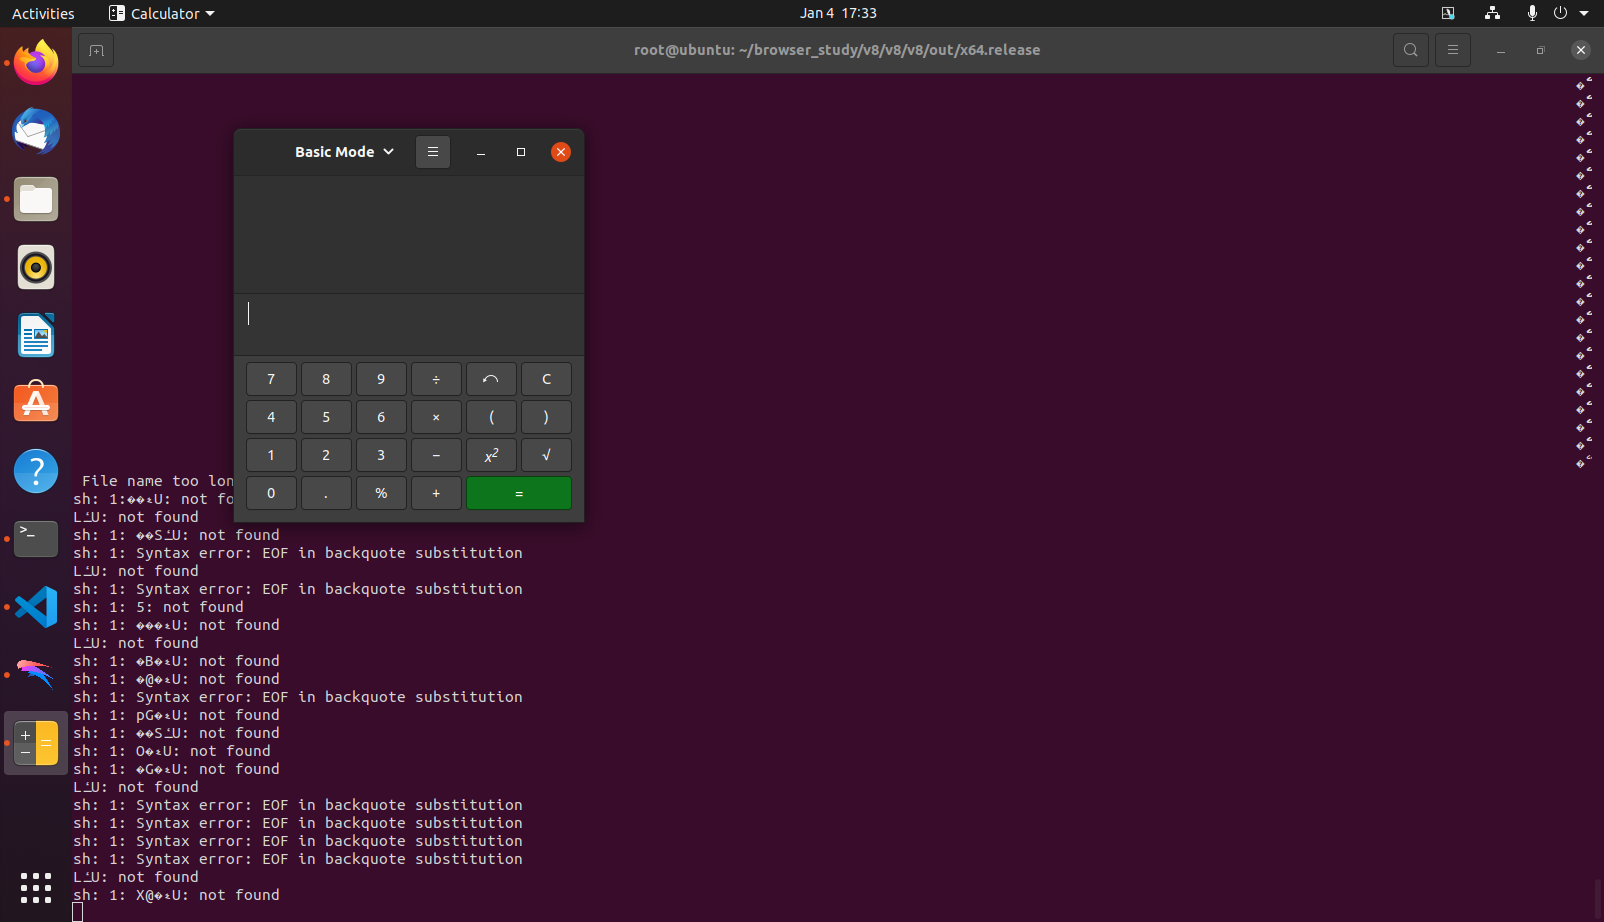 Activities
Calculator
Jan 4 17:33
root@ubuntu: ~/browser_study/v8/v8/v8/out/x64.release
Basic Mode
7 8 9 ÷ C
4 5 6 × ( )
1 2 3 − x² √
0 . % + =
File name too lon
sh: 1: U: not fo
U: not found
sh: 1: U: not found
sh: 1: Syntax error: EOF in backquote substitution
U: not found
sh: 1: Syntax error: EOF in backquote substitution
sh: 1: 5: not found
sh: 1: U: not found
U: not found
sh: 1: U: not found
sh: 1: U: not found
sh: 1: Syntax error: EOF in backquote substitution
sh: 1: U: not found
sh: 1: U: not found
sh: 1: U: not found
sh: 1: U: not found
U: not found
sh: 1: Syntax error: EOF in backquote substitution
sh: 1: Syntax error: EOF in backquote substitution
sh: 1: Syntax error: EOF in backquote substitution
sh: 1: Syntax error: EOF in backquote substitution
U: not found
sh: 1: U: not found